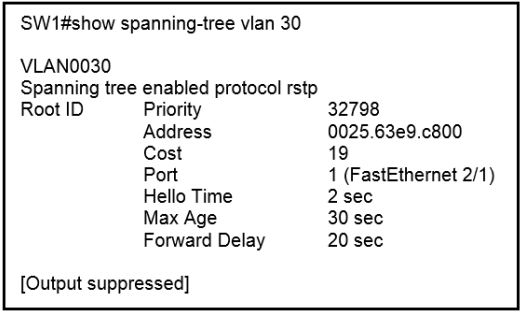 SW1#show spanning-tree vlan 30
VLAN0030
Spanning tree enabled protocol rstp
Root ID Priority 32798
Address 0025.63e9.c800
Cost 19
Port 1 (FastEthernet 2/1)
Hello Time 2 sec
Max Age 30 sec
Forward Delay 20 sec
[Output suppressed]